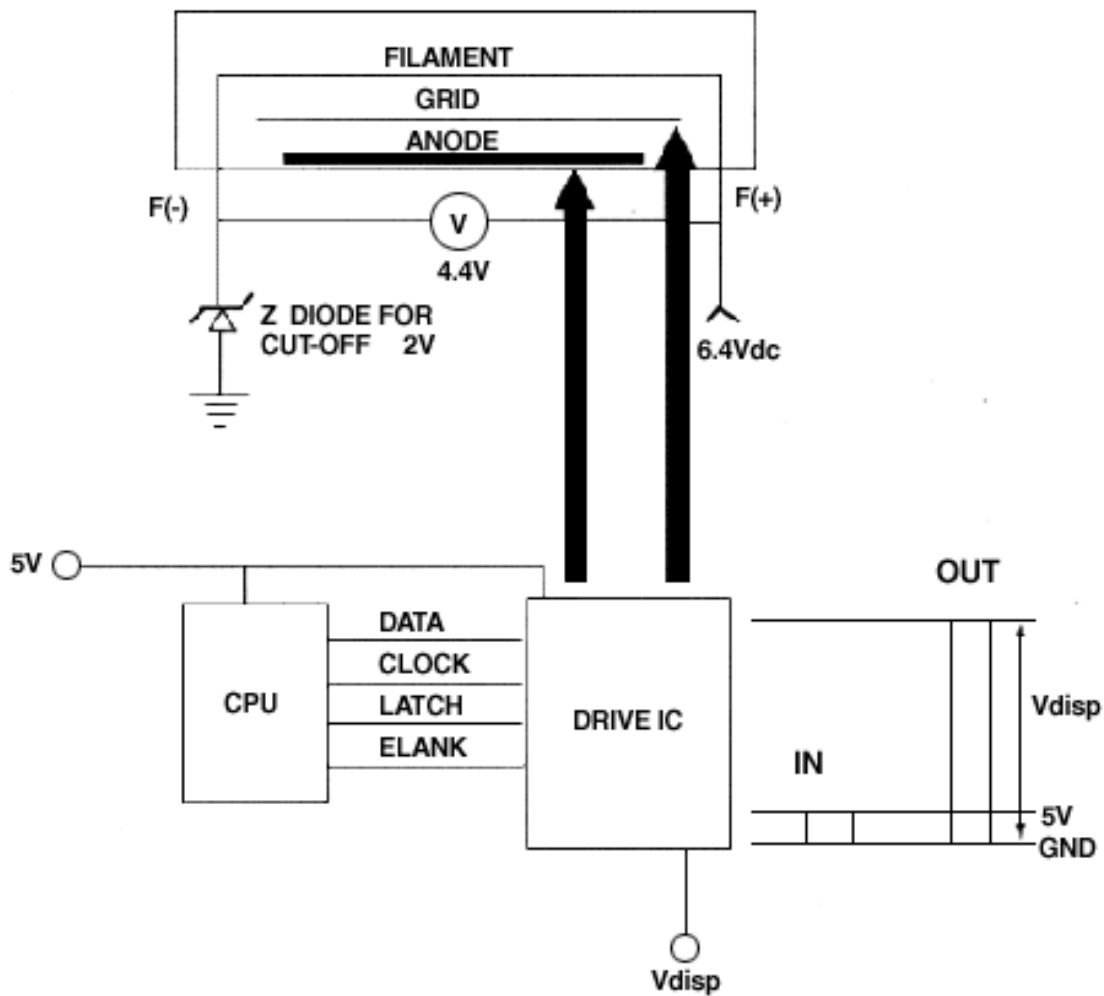 FILAMENT
GRID
ANODE
F(-)
F(+)
V
4.4V
Z DIODE FOR
CUT-OFF 2V
6.4Vdc
5V
OUT
DATA
CLOCK
CPU
LATCH
DRIVE IC
ELANK
Vdisp
IN
5V
GND
Vdisp